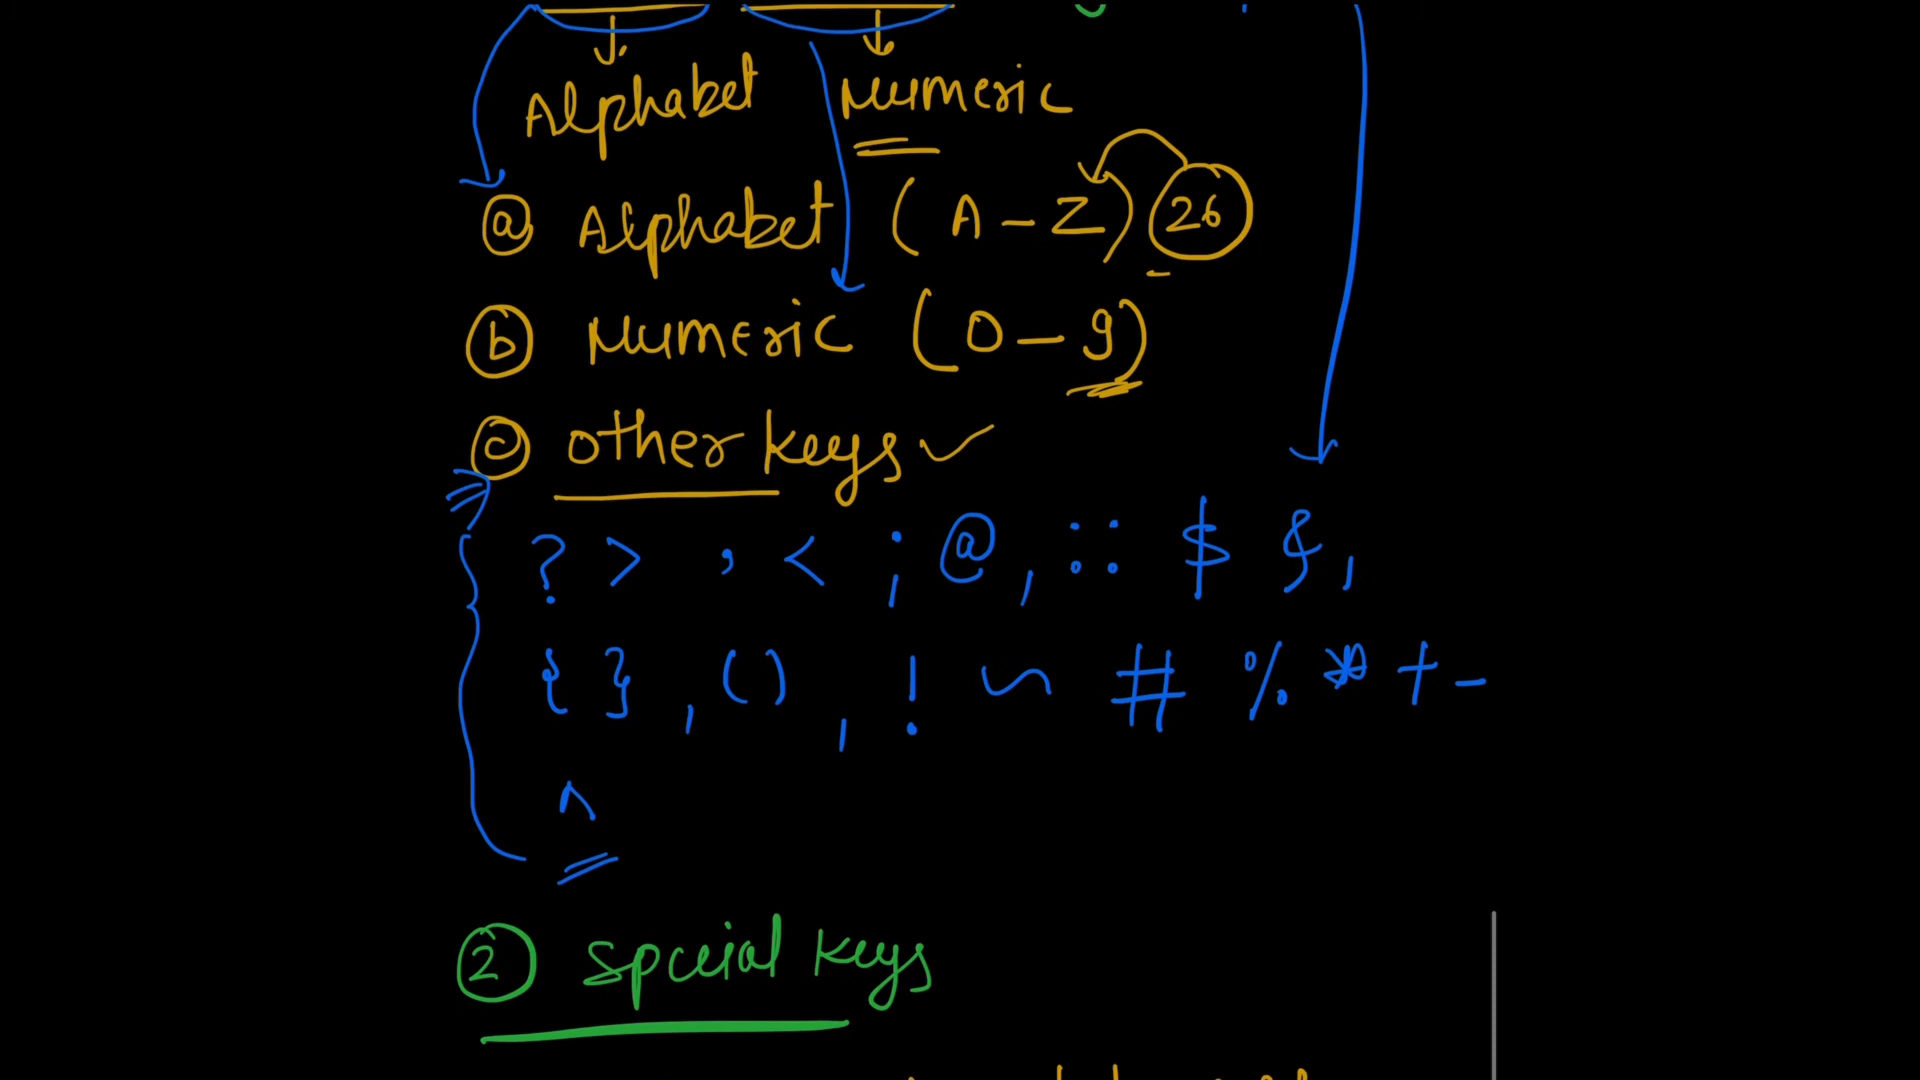 Alphabet Numeric
(a) Alphabet (A-Z) 26
(b) Numeric (0-9)
(c) other keys ✓
? > , < ; @ , : : $ & ,
{ } , ( ) , ! ~ # % * + -
^
(2) special keys